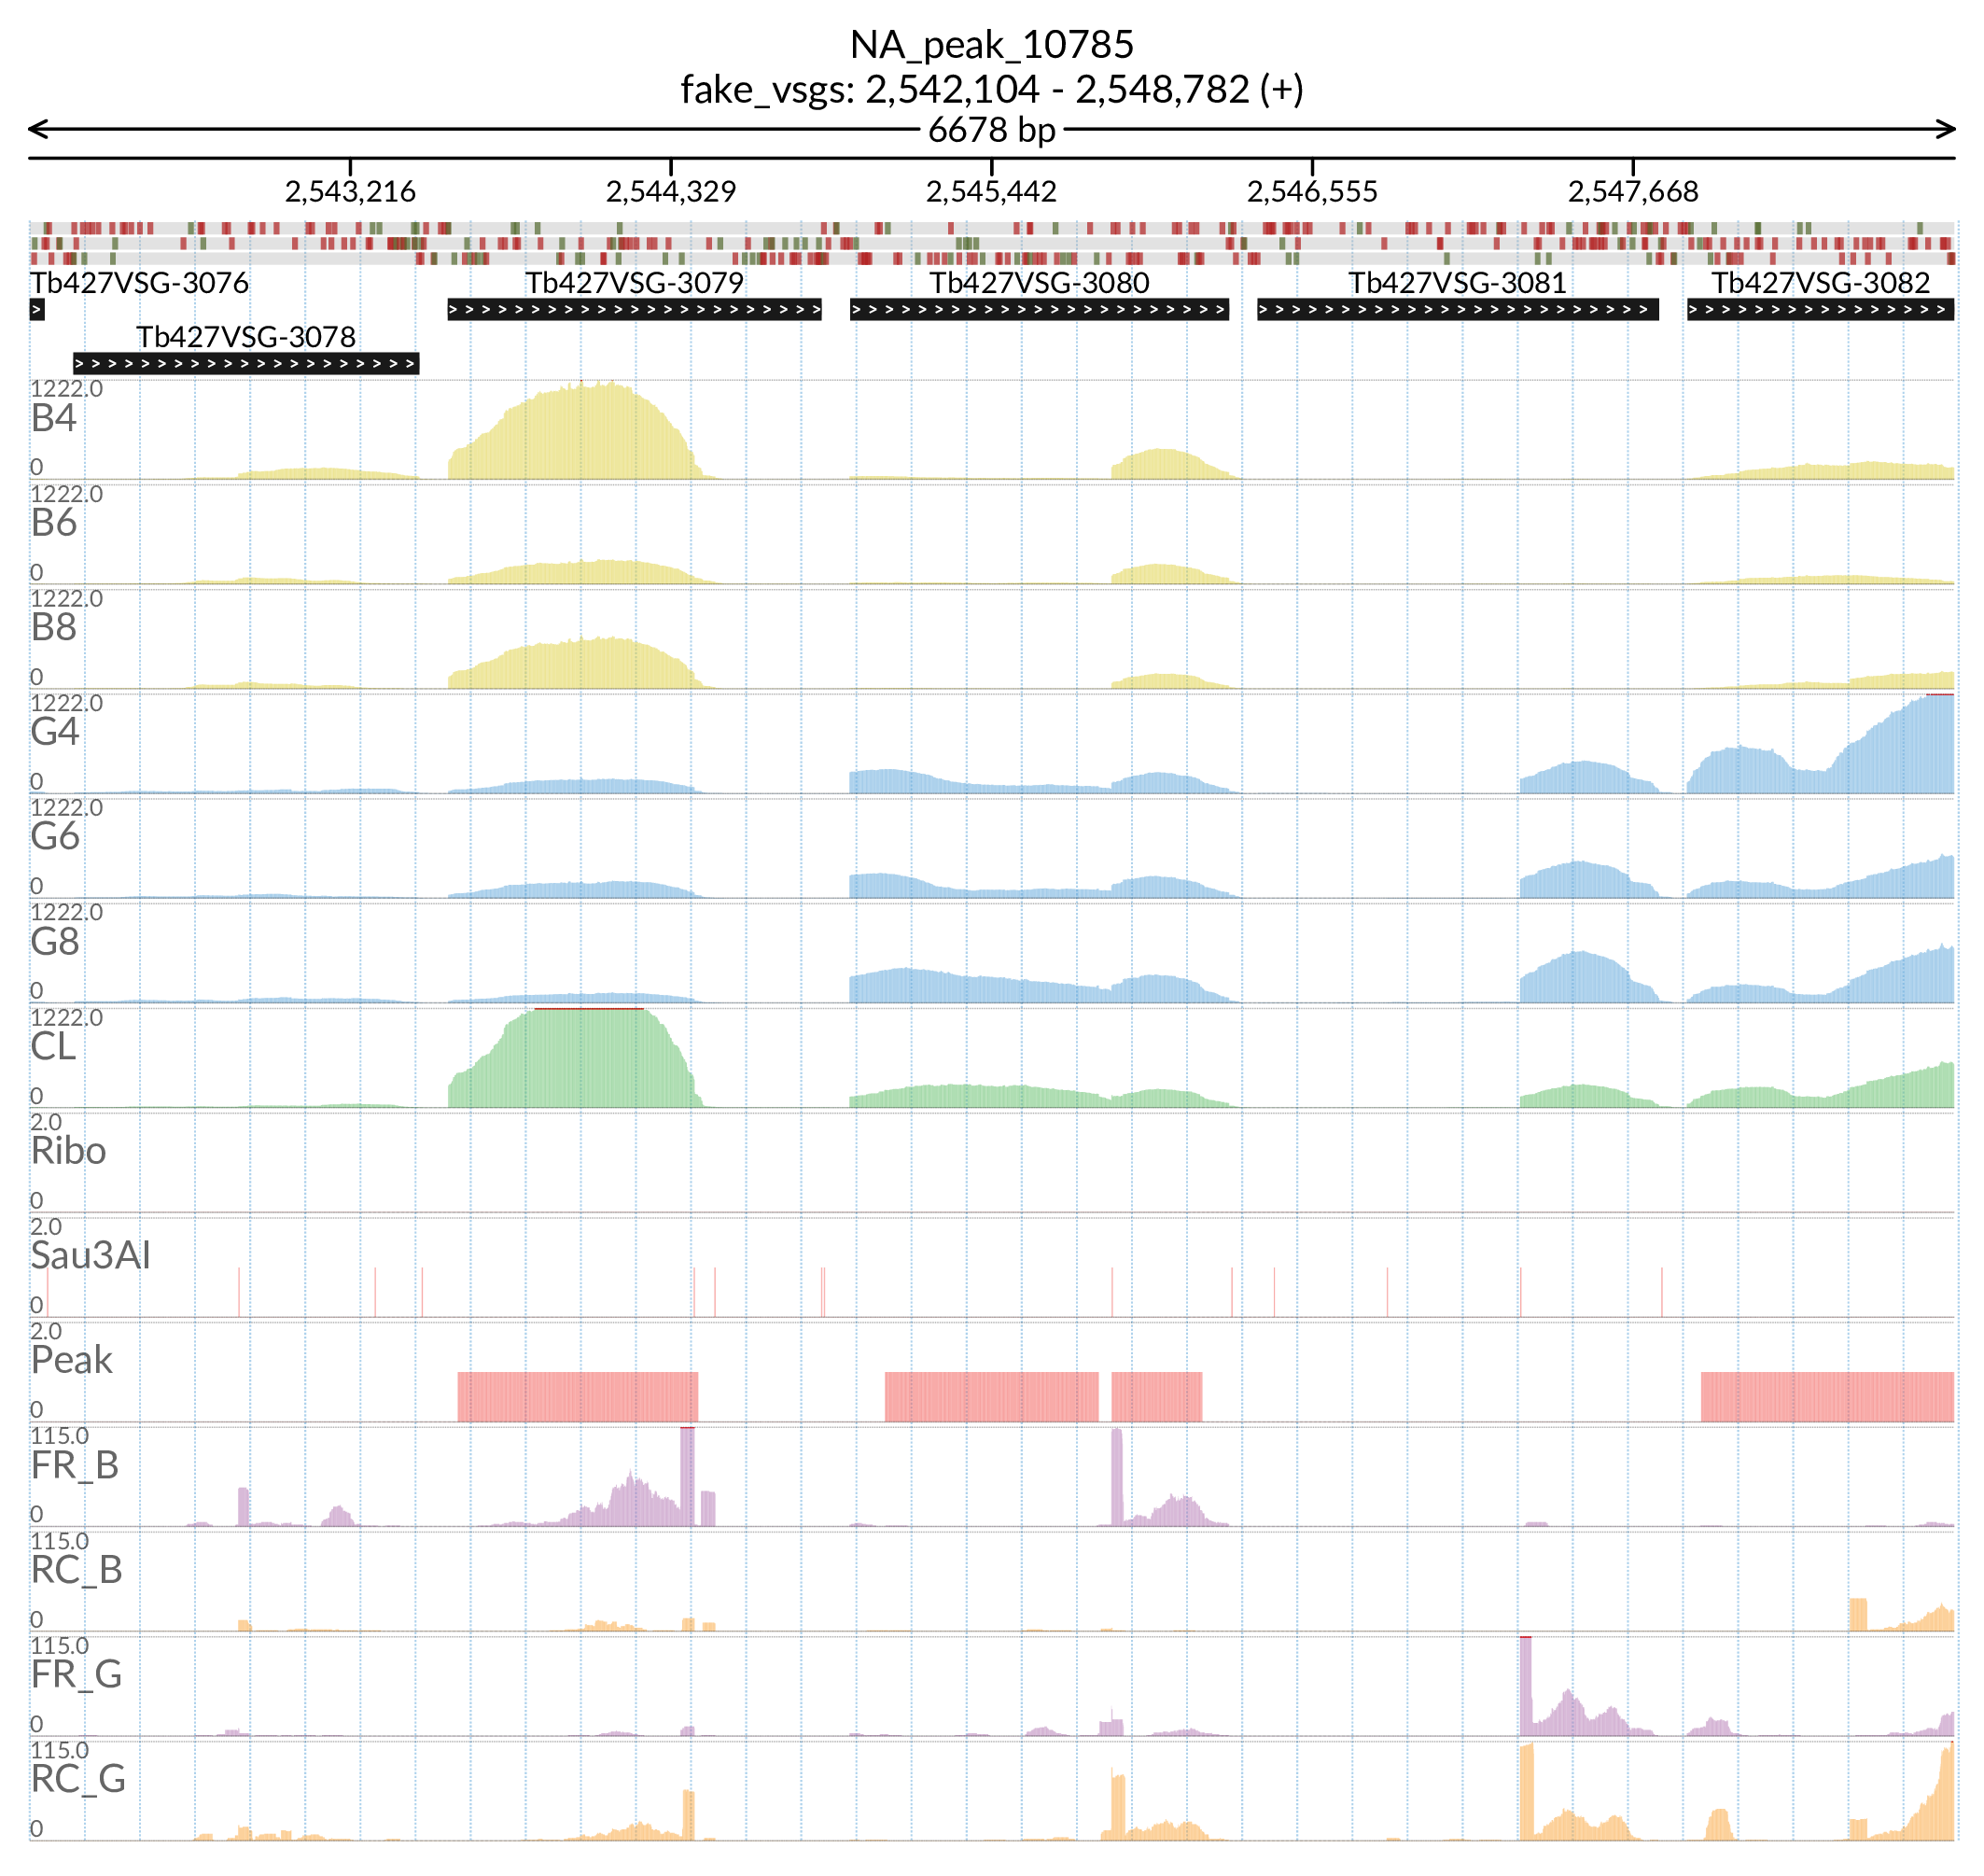 NA_peak_10785
fake_vsgs: 2,542,104 - 2,548,782 (+)
6678 bp
2,543,216 2,544,329 2,545,442 2,546,555 2,547,668
Tb427VSG-3076 Tb427VSG-3079 Tb427VSG-3080 Tb427VSG-3081 Tb427VSG-3082
Tb427VSG-3078
1222.0
B4
0
1222.0
B6
0
1222.0
B8
0
1222.0
G4
0
1222.0
G6
0
1222.0
G8
0
1222.0
CL
0
2.0
Ribo
0
2.0
Sau3AI
0
2.0
Peak
0
115.0
FR_B
0
115.0
RC_B
0
115.0
FR_G
0
115.0
RC_G
0